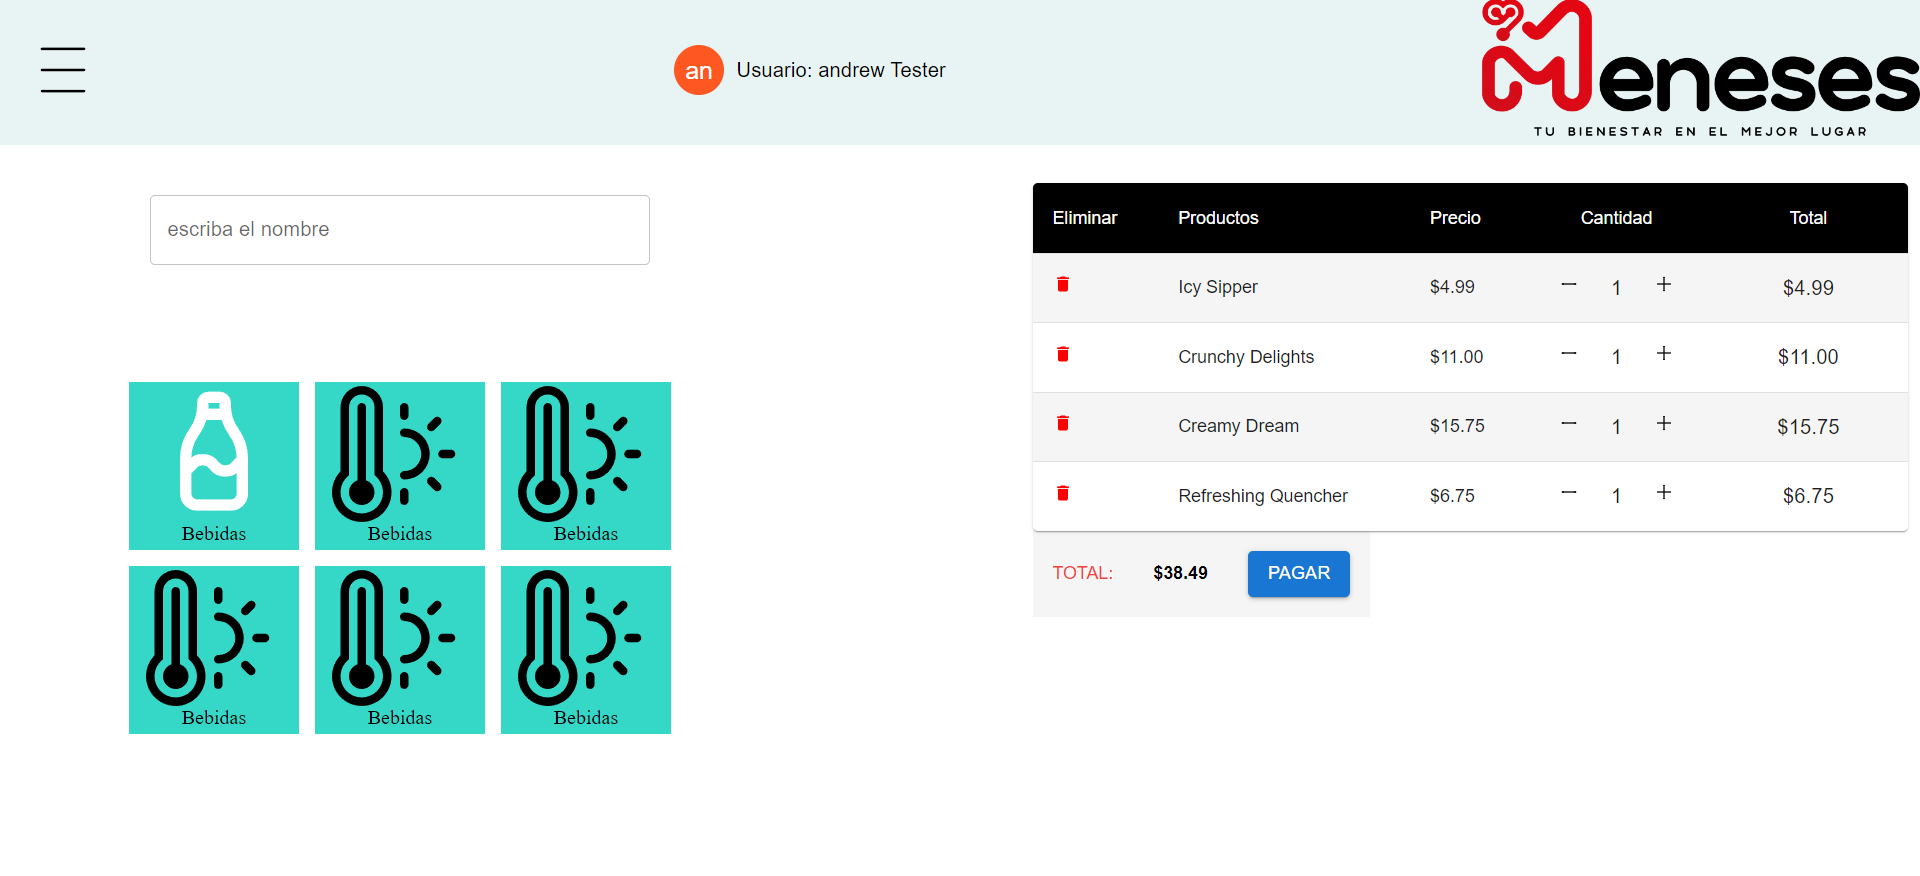 an Usuario: andrew Tester
Meneses
TU BIENESTAR EN EL MEJOR LUGAR
escriba el nombre
Bebidas Bebidas Bebidas
Bebidas Bebidas Bebidas
Eliminar Productos Precio Cantidad Total
Icy Sipper $4.99 1 $4.99
Crunchy Delights $11.00 1 $11.00
Creamy Dream $15.75 1 $15.75
Refreshing Quencher $6.75 1 $6.75
TOTAL: $38.49 PAGAR